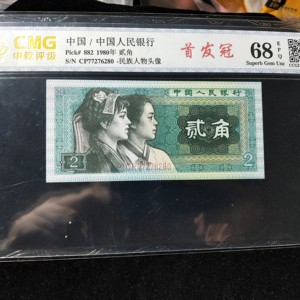 CMG
中乾评级
中国 / 中国人民银行
Pick# 882 1980年 贰角
S/N CP77276280 -民族人物头像
首发冠
68 EPQ
Superb Gem Unc
中国人民银行
贰角
CP77276280
2
2